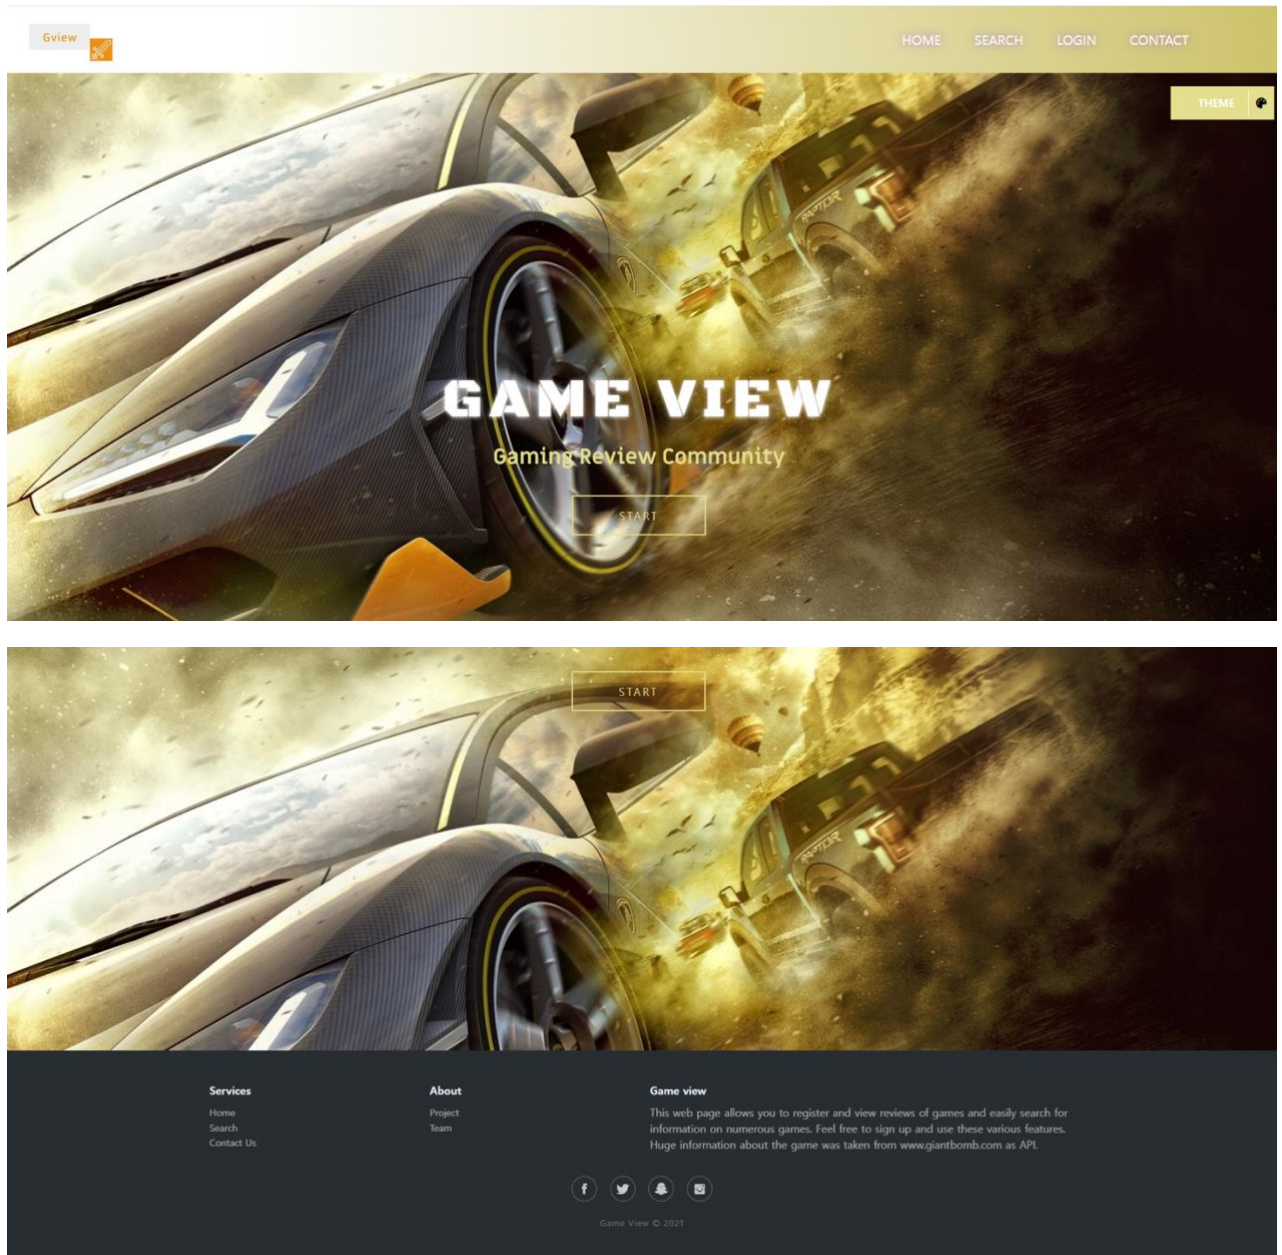 Gview
HOME SEARCH LOGIN CONTACT
THEME
RAPTOR
GAME VIEW
Gaming Review Community
START
START
RAPTOR
Services
Home
Search
Contact Us
About
Project
Team
Game view
This web page allows you to register and view reviews of games and easily search for
information on numerous games. Feel free to sign up and use these various features.
Huge information about the game was taken from www.giantbomb.com as API.
Game View © 2021